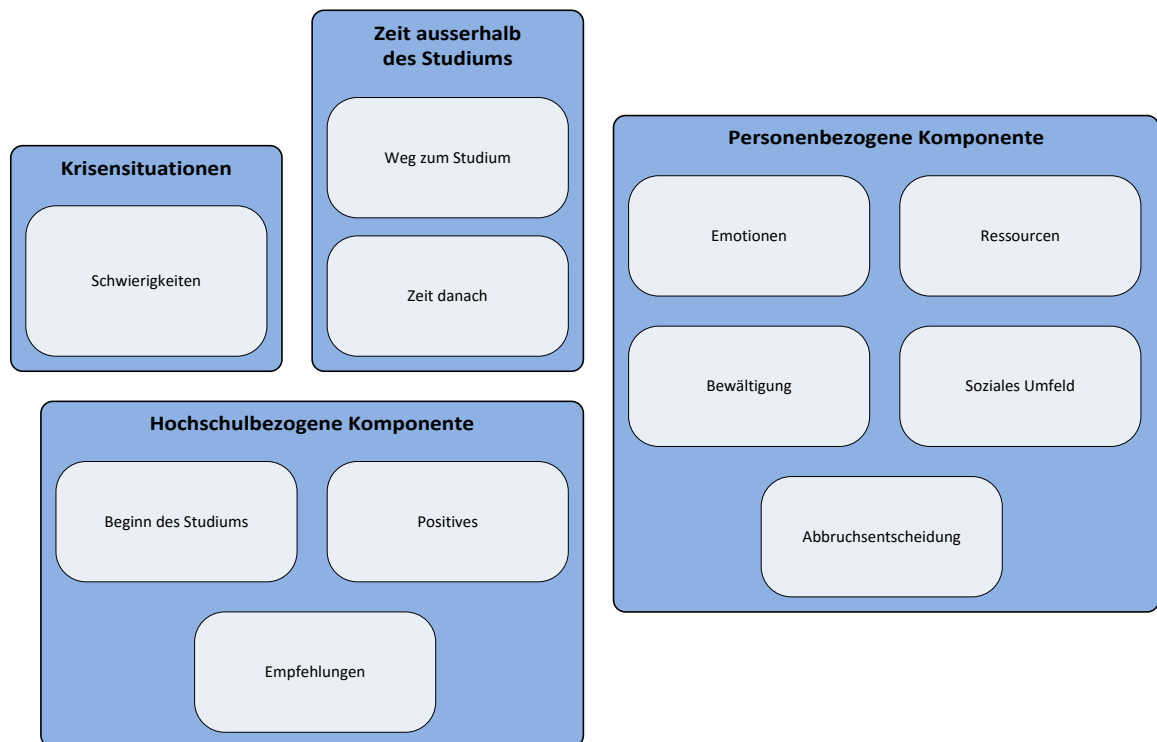 Zeit ausserhalb
des Studiums
Weg zum Studium
Zeit danach
Krisensituationen
Schwierigkeiten
Personenbezogene Komponente
Emotionen
Ressourcen
Bewältigung
Soziales Umfeld
Abbruchsentscheidung
Hochschulbezogene Komponente
Beginn des Studiums
Positives
Empfehlungen